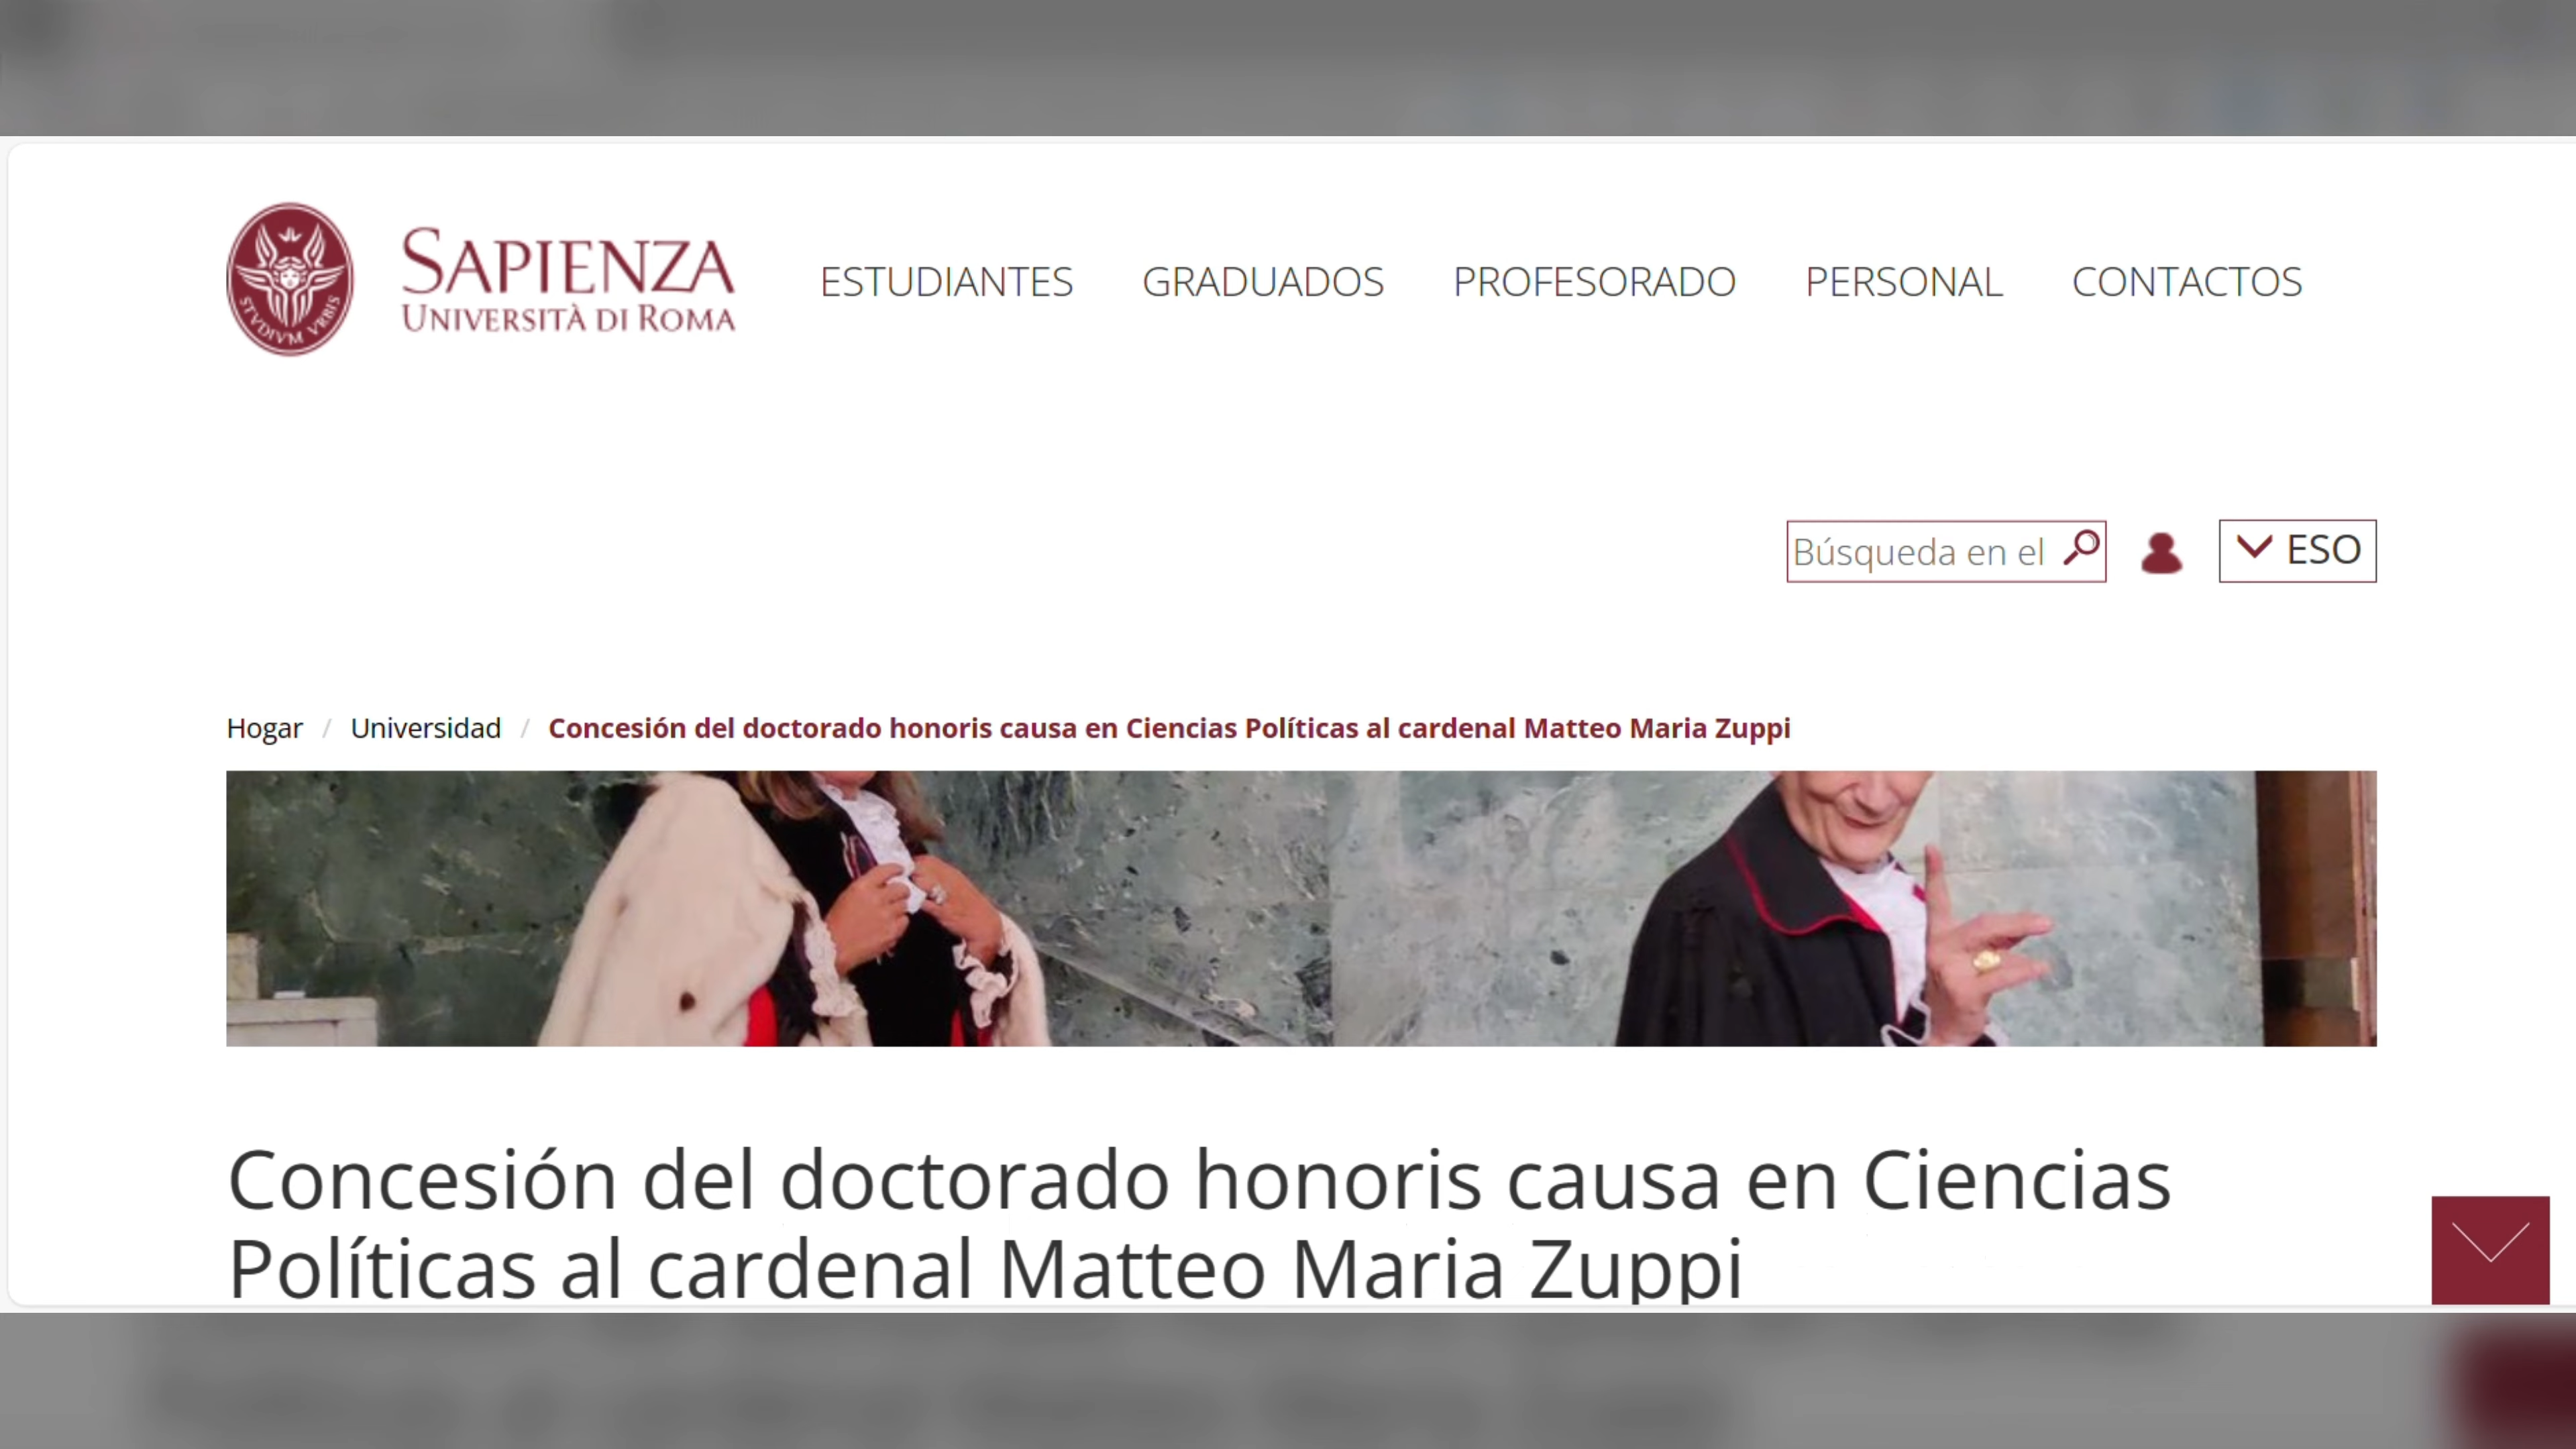 SAPIENZA
UNIVERSITÀ DI ROMA
STVDIVM VRBIS
ESTUDIANTES GRADUADOS PROFESORADO PERSONAL CONTACTOS
Búsqueda en el
ESO
Hogar / Universidad / Concesión del doctorado honoris causa en Ciencias Políticas al cardenal Matteo Maria Zuppi
Concesión del doctorado honoris causa en Ciencias
Políticas al cardenal Matteo Maria Zuppi